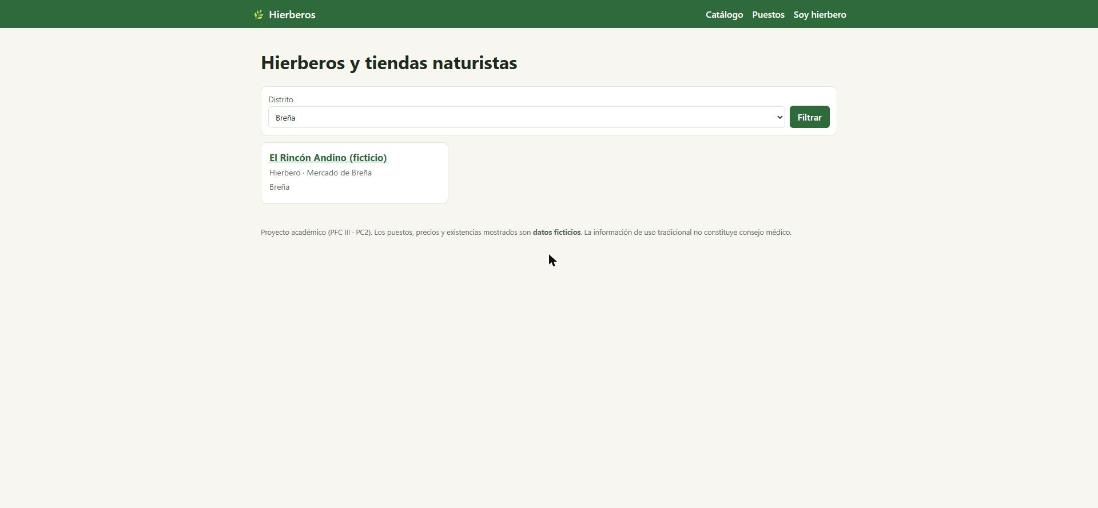 Hierberos
Catálogo Puestos Soy hierbero
Hierberos y tiendas naturistas
Distrito
Breña
Filtrar
El Rincón Andino (ficticio)
Hierbero · Mercado de Breña
Breña
Proyecto académico (PFC III · PC2). Los puestos, precios y existencias mostrados son datos ficticios. La información de uso tradicional no constituye consejo médico.